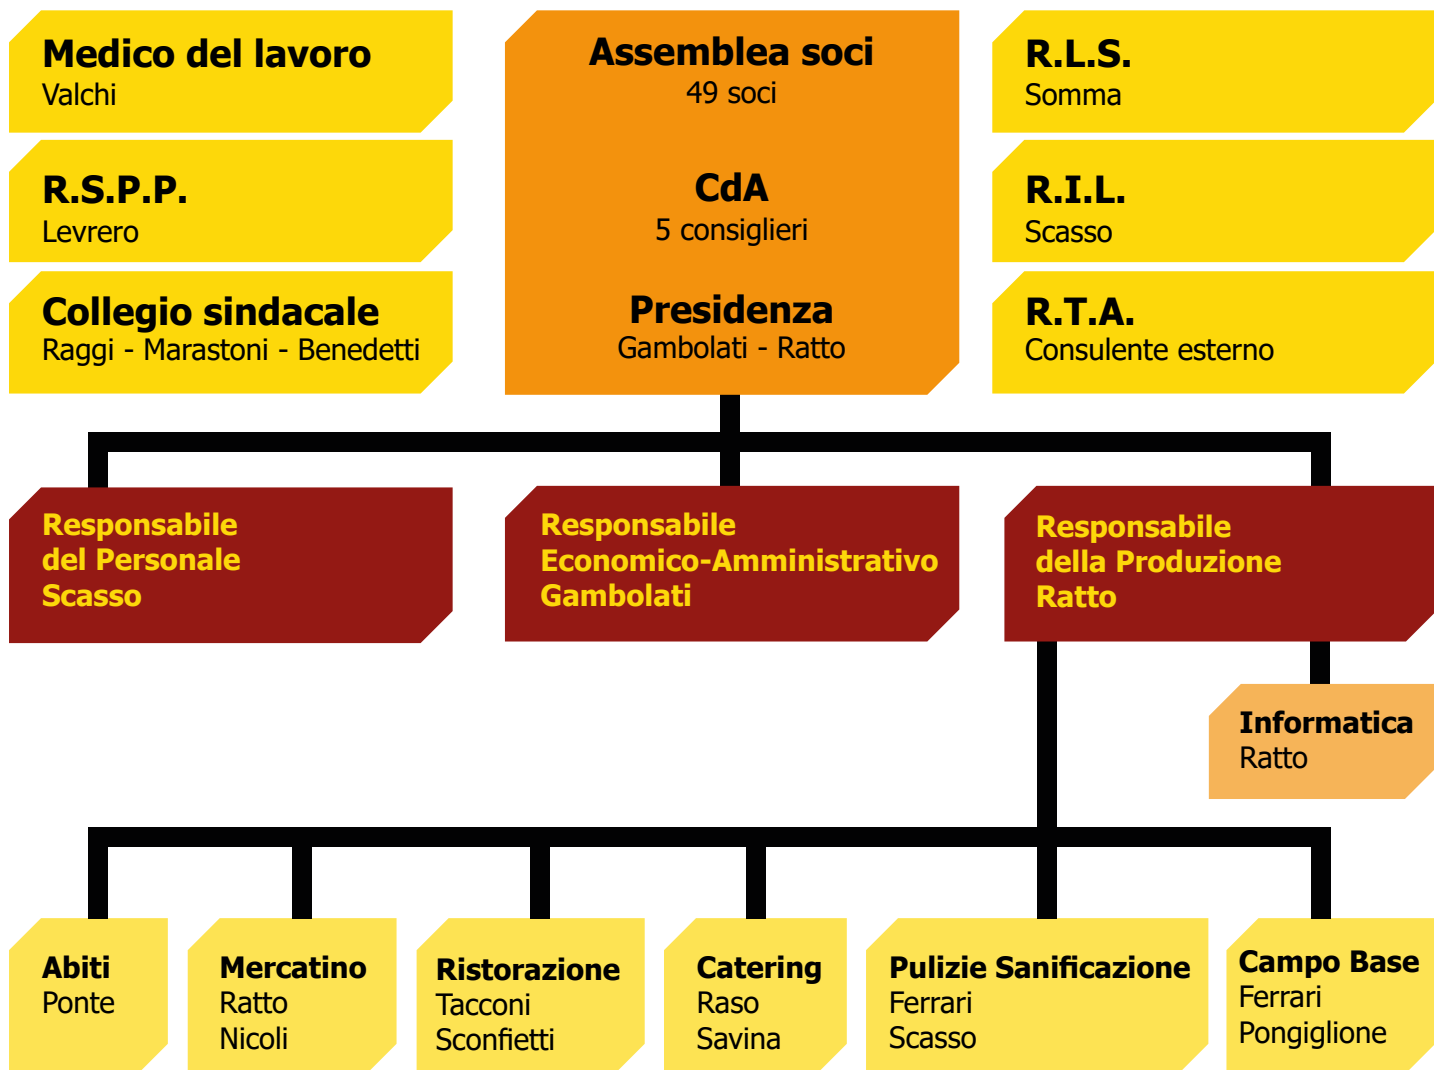 Medico del lavoro
Valchi
Assemblea soci
49 soci
R.L.S.
Somma
R.S.P.P.
Levrero
CdA
5 consiglieri
R.I.L.
Scasso
Collegio sindacale
Raggi - Marastoni - Benedetti
Presidenza
Gambolati - Ratto
R.T.A.
Consulente esterno
Responsabile
del Personale
Scasso
Responsabile
Economico-Amministrativo
Gambolati
Responsabile
della Produzione
Ratto
Informatica
Ratto
Abiti
Ponte
Mercatino
Ratto
Nicoli
Ristorazione
Tacconi
Sconfietti
Catering
Raso
Savina
Pulizie Sanificazione
Ferrari
Scasso
Campo Base
Ferrari
Pongiglione